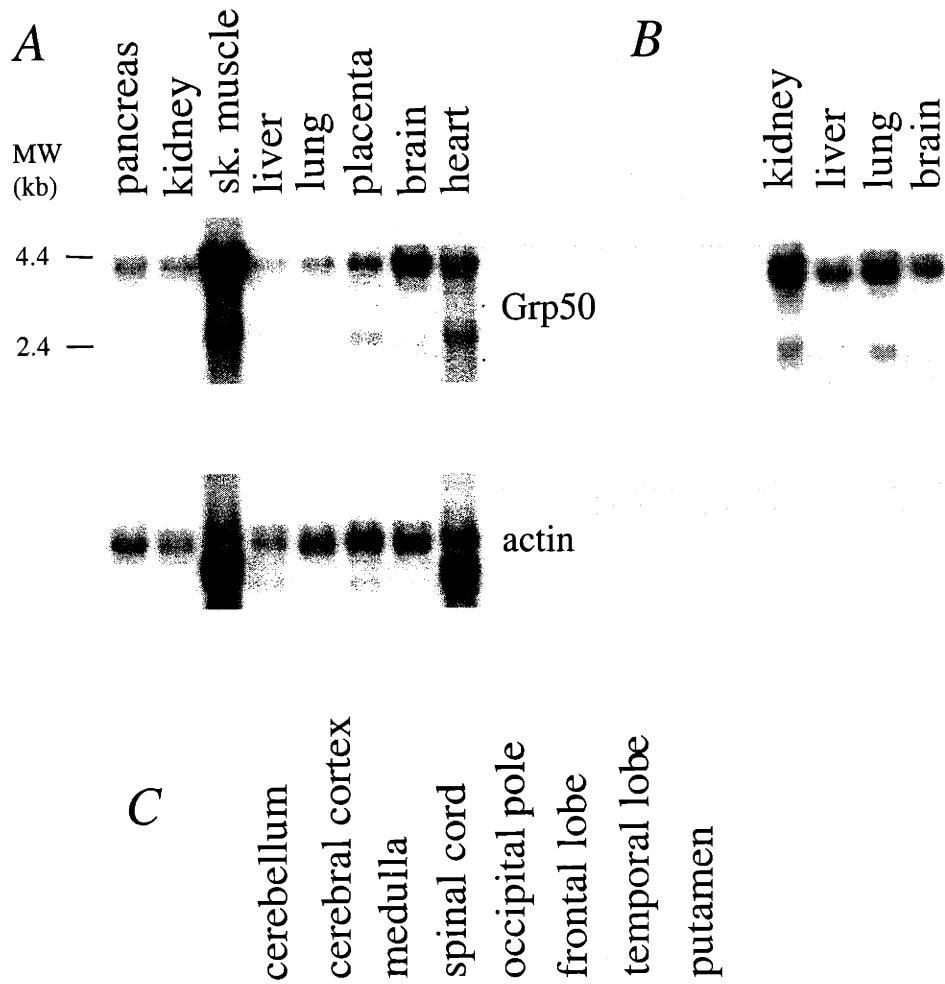 A
B
pancreas
kidney
sk. muscle
liver
lung
placenta
brain
heart
kidney
liver
lung
brain
MW
(kb)
4.4
2.4
Grp50
actin
C
cerebellum
cerebral cortex
medulla
spinal cord
occipital pole
frontal lobe
temporal lobe
putamen